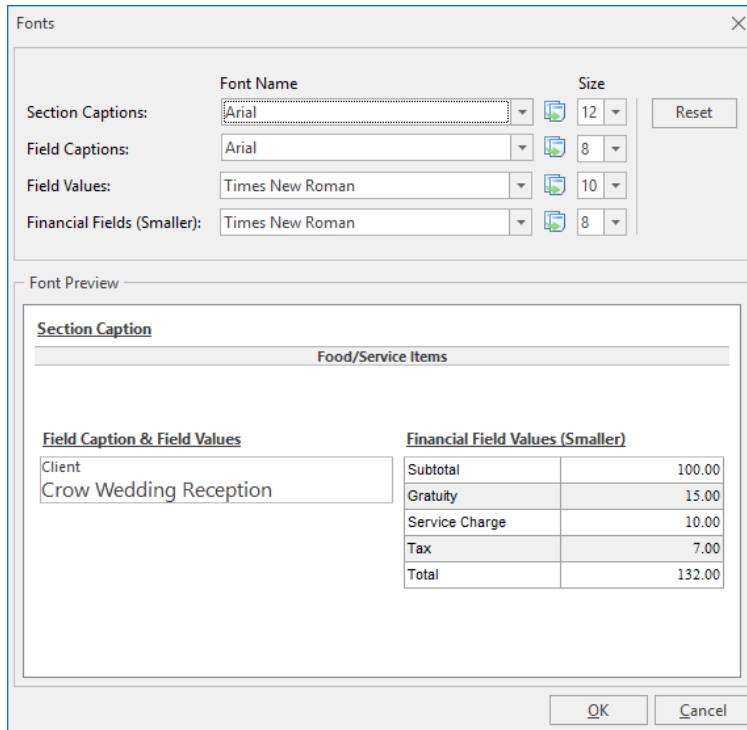 Fonts
Font Name Size
Section Captions: Arial 12 Reset
Field Captions: Arial 8
Field Values: Times New Roman 10
Financial Fields (Smaller): Times New Roman 8
Font Preview
Section Caption
Food/Service Items
Field Caption & Field Values
Client
Crow Wedding Reception
Financial Field Values (Smaller)
Subtotal 100.00
Gratuity 15.00
Service Charge 10.00
Tax 7.00
Total 132.00
OK Cancel